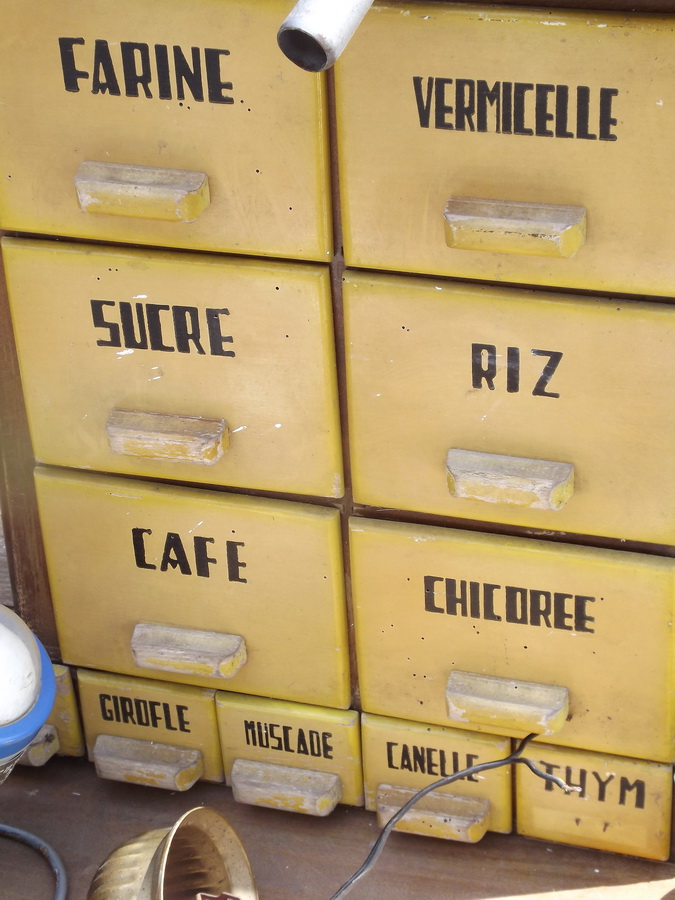 FARINE
VERMICELLE
SUCRE
RIZ
CAFE
CHICOREE
GIROFLE
MUSCADE
CANELLE
THYM